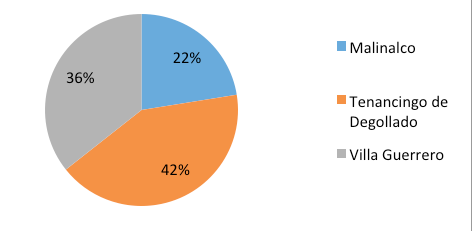 22%
36%
42%
Malinalco
Tenancingo de
Degollado
Villa Guerrero